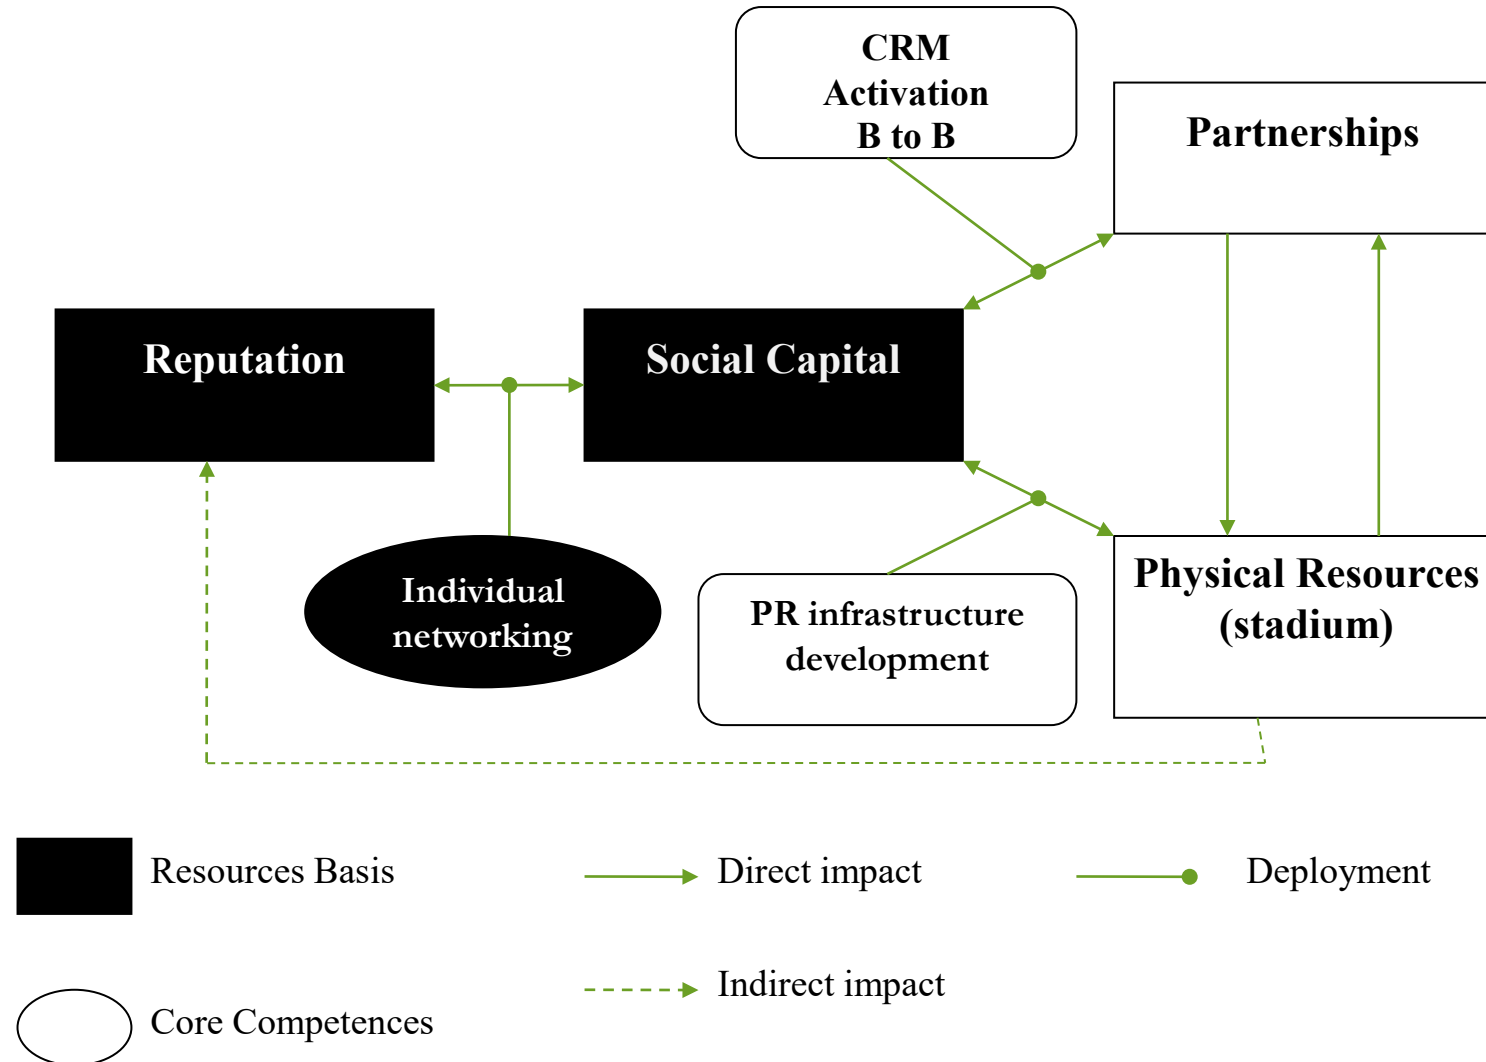 CRM
Activation
B to B
Partnerships
Reputation
Social Capital
Individual
networking
PR infrastructure
development
Physical Resources
(stadium)
Resources Basis
Direct impact
Deployment
Indirect impact
Core Competences